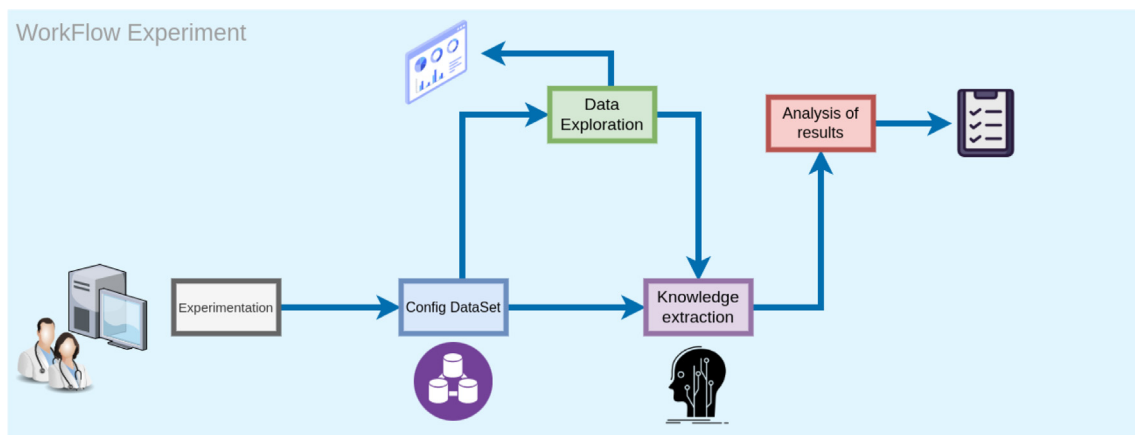 WorkFlow Experiment
Data
Exploration
Analysis of
results
Experimentation
Config DataSet
Knowledge
extraction